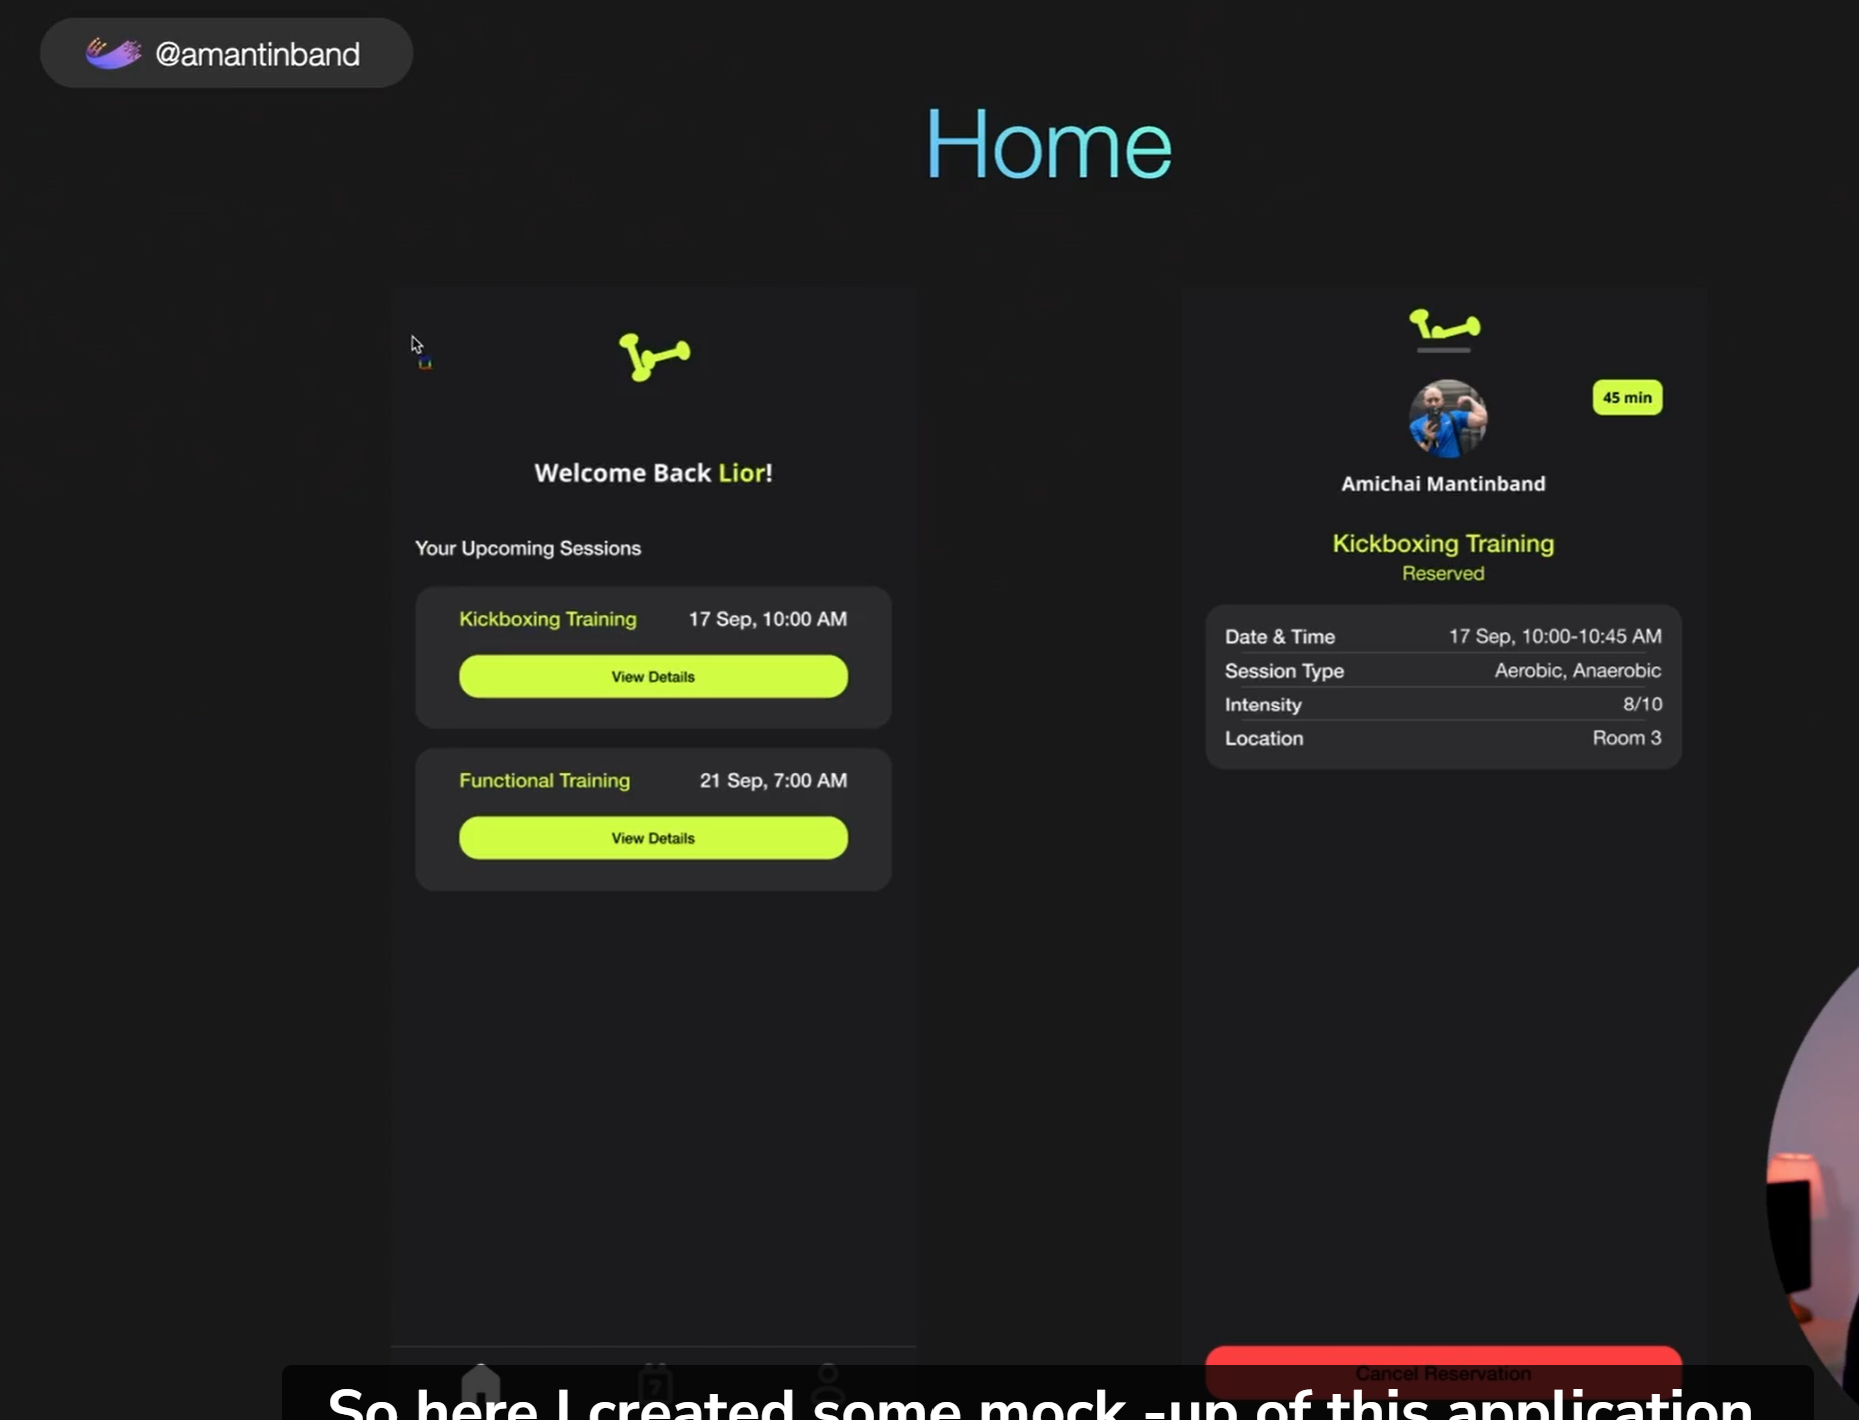 @amantinband
Home
Welcome Back Lior!
Your Upcoming Sessions
Kickboxing Training 17 Sep, 10:00 AM
View Details
Functional Training 21 Sep, 7:00 AM
View Details
45 min
Amichai Mantinband
Kickboxing Training
Reserved
Date & Time 17 Sep, 10:00-10:45 AM
Session Type Aerobic, Anaerobic
Intensity 8/10
Location Room 3
Cancel Reservation
7
So here I created some mock -up of this application